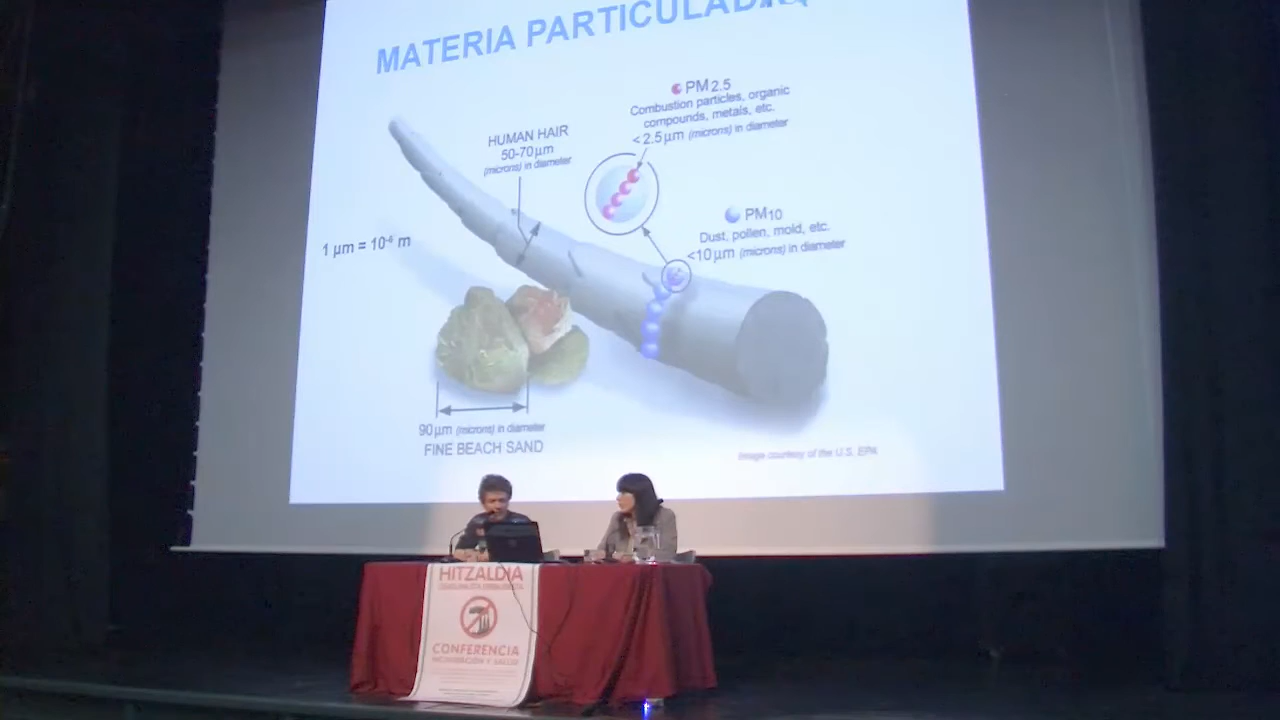 MATERIA PARTICULADA
PM2.5
Combustion particles, organic
compounds, metals, etc.
<2.5µm (microns) in diameter
HUMAN HAIR
50-70µm
(microns) in diameter
PM10
Dust, pollen, mold, etc.
<10µm (microns) in diameter
1 µm = 10⁻⁶ m
90µm (microns) in diameter
FINE BEACH SAND
Image courtesy of the U.S. EPA
HITZALDIA
CONFERENCIA
INCINERACIÓN Y SALUD